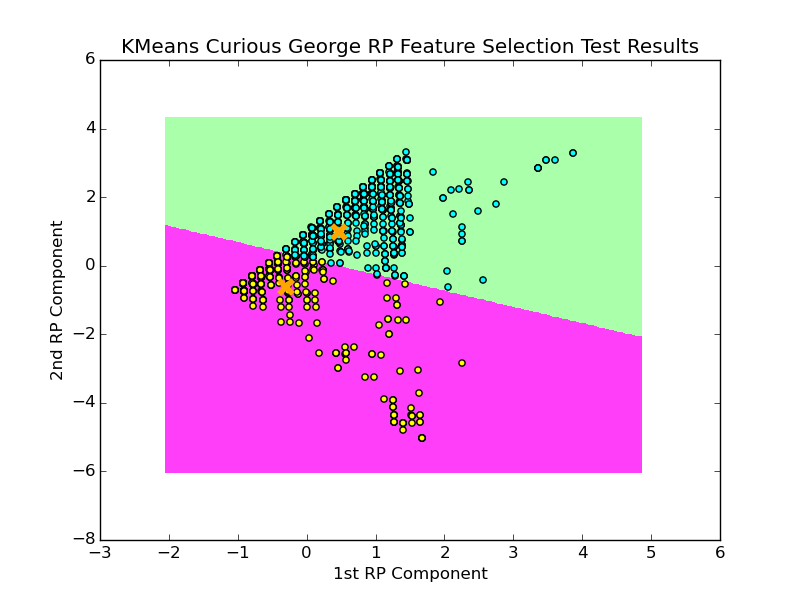 KMeans Curious George RP Feature Selection Test Results
6
4
2
0
−2
−4
−6
−8
2nd RP Component
−3 −2 −1 0 1 2 3 4 5 6
1st RP Component